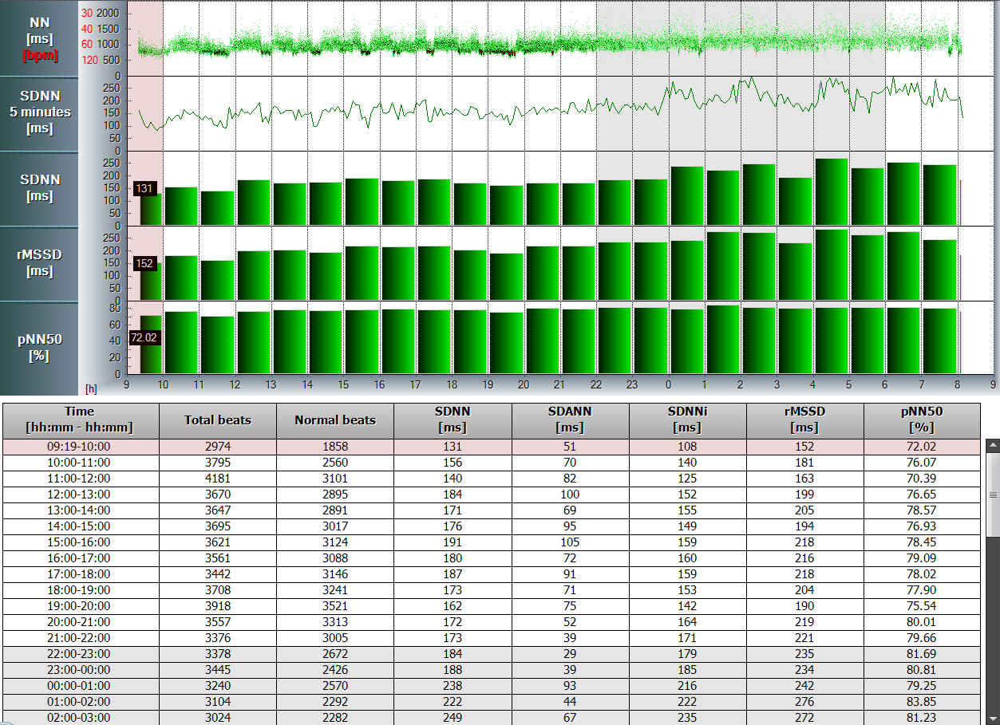 NN
[ms]
[bpm]
30 2000
40 1500
60 1000
120 500
0
SDNN
5 minutes
[ms]
250
200
150
100
50
0
SDNN
[ms]
250
200
150
100
50
0
131
rMSSD
[ms]
250
200
150
100
50
0
152
pNN50
[%]
80
60
40
20
0
72.02
[h]
9 10 11 12 13 14 15 16 17 18 19 20 21 22 23 0 1 2 3 4 5 6 7 8 9
Time Total beats Normal beats SDNN SDANN SDNNi rMSSD pNN50
[hh:mm - hh:mm] [ms] [ms] [ms] [ms] [%]
09:19-10:00 2974 1858 131 51 108 152 72.02
10:00-11:00 3795 2560 156 70 140 181 76.07
11:00-12:00 4181 3101 140 82 125 163 70.39
12:00-13:00 3670 2895 184 100 152 199 76.65
13:00-14:00 3647 2891 171 69 155 205 78.57
14:00-15:00 3695 3017 176 95 149 194 76.93
15:00-16:00 3621 3124 191 105 159 218 78.45
16:00-17:00 3561 3088 180 72 160 216 79.09
17:00-18:00 3442 3146 187 91 159 218 78.02
18:00-19:00 3708 3241 173 71 153 204 77.90
19:00-20:00 3918 3521 162 75 142 190 75.54
20:00-21:00 3557 3313 172 52 164 219 80.01
21:00-22:00 3376 3005 173 39 171 221 79.66
22:00-23:00 3378 2672 184 29 179 235 81.69
23:00-00:00 3445 2426 188 39 185 234 80.81
00:00-01:00 3240 2570 238 93 216 242 79.25
01:00-02:00 3104 2292 222 44 222 276 83.85
02:00-03:00 3024 2282 249 67 235 272 81.23